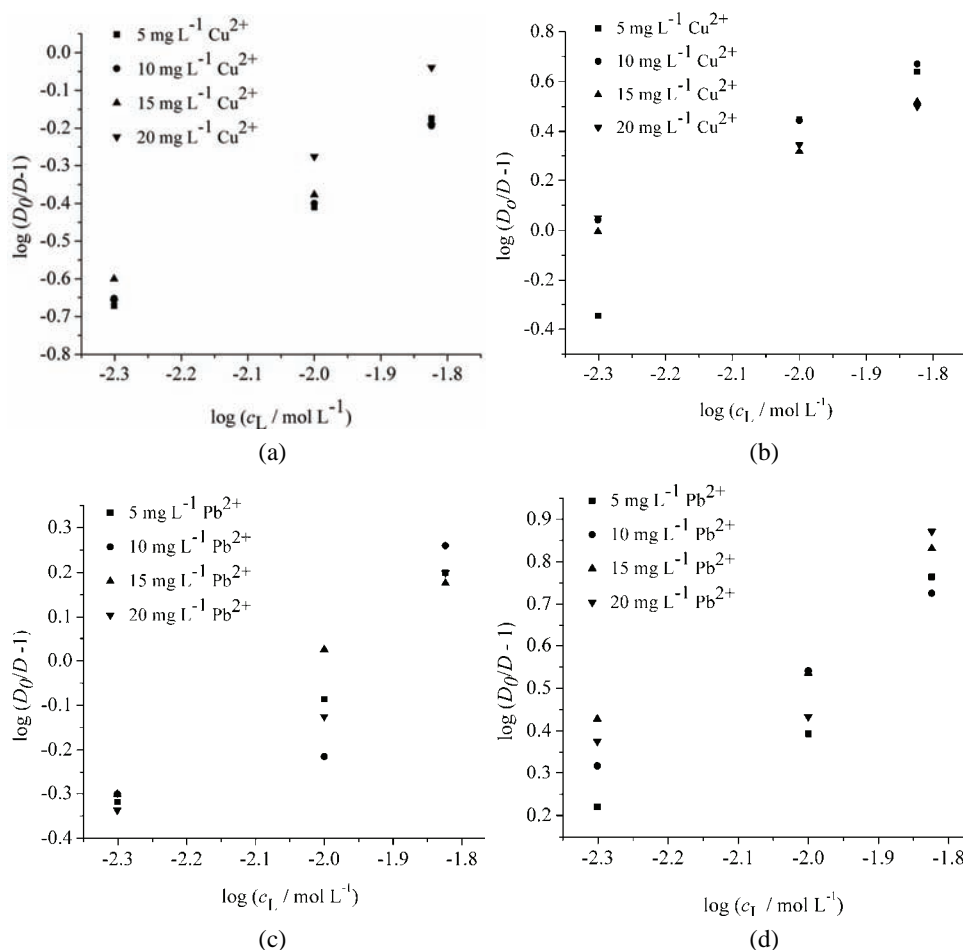 5 mg L-1 Cu2+
10 mg L-1 Cu2+
15 mg L-1 Cu2+
20 mg L-1 Cu2+
0.0
-0.1
-0.2
-0.3
-0.4
-0.5
-0.6
-0.7
-0.8
log (D0/D-1)
-2.3 -2.2 -2.1 -2.0 -1.9 -1.8
log (cL / mol L-1)
(a)
5 mg L-1 Cu2+
10 mg L-1 Cu2+
15 mg L-1 Cu2+
20 mg L-1 Cu2+
0.8
0.6
0.4
0.2
0.0
-0.2
-0.4
log (Do/D-1)
-2.3 -2.2 -2.1 -2.0 -1.9 -1.8
log (cL / mol L-1)
(b)
5 mg L-1 Pb2+
10 mg L-1 Pb2+
15 mg L-1 Pb2+
20 mg L-1 Pb2+
0.3
0.2
0.1
0.0
-0.1
-0.2
-0.3
-0.4
log (D0/D-1)
-2.3 -2.2 -2.1 -2.0 -1.9 -1.8
log (cL / mol L-1)
(c)
5 mg L-1 Pb2+
10 mg L-1 Pb2+
15 mg L-1 Pb2+
20 mg L-1 Pb2+
0.9
0.8
0.7
0.6
0.5
0.4
0.3
0.2
log (D0/D - 1)
-2.3 -2.2 -2.1 -2.0 -1.9 -1.8
log (cL / mol L-1)
(d)